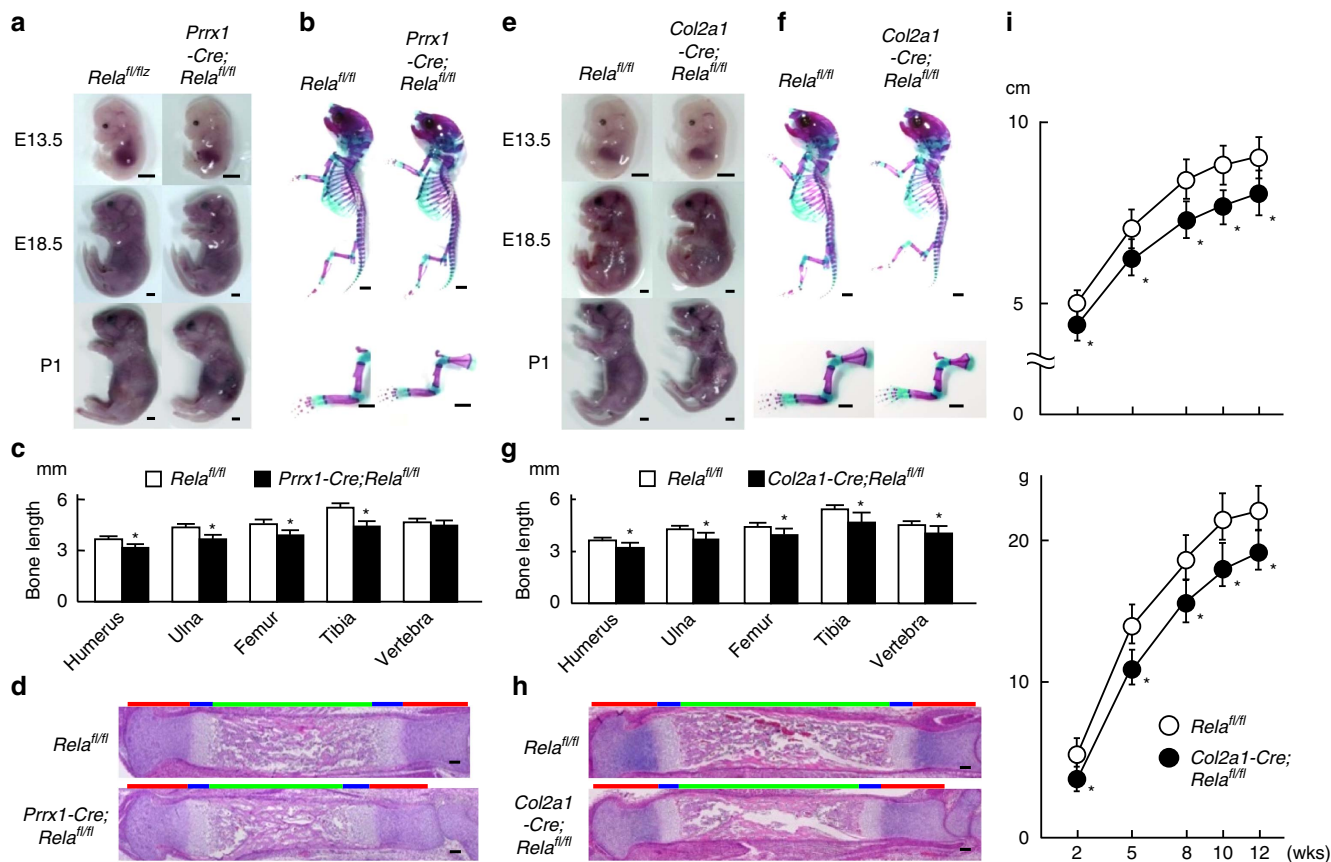 a
Rela^fl/flz
Prrx1
-Cre;
Rela^fl/fl
E13.5
E18.5
P1
b
Rela^fl/fl
Prrx1
-Cre;
Rela^fl/fl
c
mm
Rela^fl/fl
Prrx1-Cre;Rela^fl/fl
Bone length
6
3
0
*
*
*
*
Humerus
Ulna
Femur
Tibia
Vertebra
d
Rela^fl/fl
Prrx1-Cre;
Rela^fl/fl
e
Rela^fl/fl
Col2a1
-Cre;
Rela^fl/fl
E13.5
E18.5
P1
f
Rela^fl/fl
Col2a1
-Cre;
Rela^fl/fl
g
mm
Rela^fl/fl
Col2a1-Cre;Rela^fl/fl
Bone length
6
3
0
*
*
*
*
*
Humerus
Ulna
Femur
Tibia
Vertebra
h
Rela^fl/fl
Col2a1
-Cre;
Rela^fl/fl
i
cm
10
5
0
*
*
*
*
*
g
20
10
0
*
*
*
*
*
Rela^fl/fl
Col2a1-Cre;
Rela^fl/fl
2 5 8 10 12 (wks)